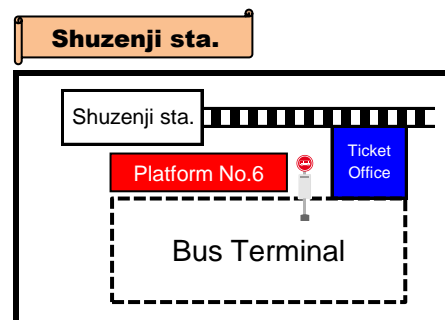 Shuzenji sta.
Shuzenji sta.
Platform No.6
Ticket
Office
Bus Terminal